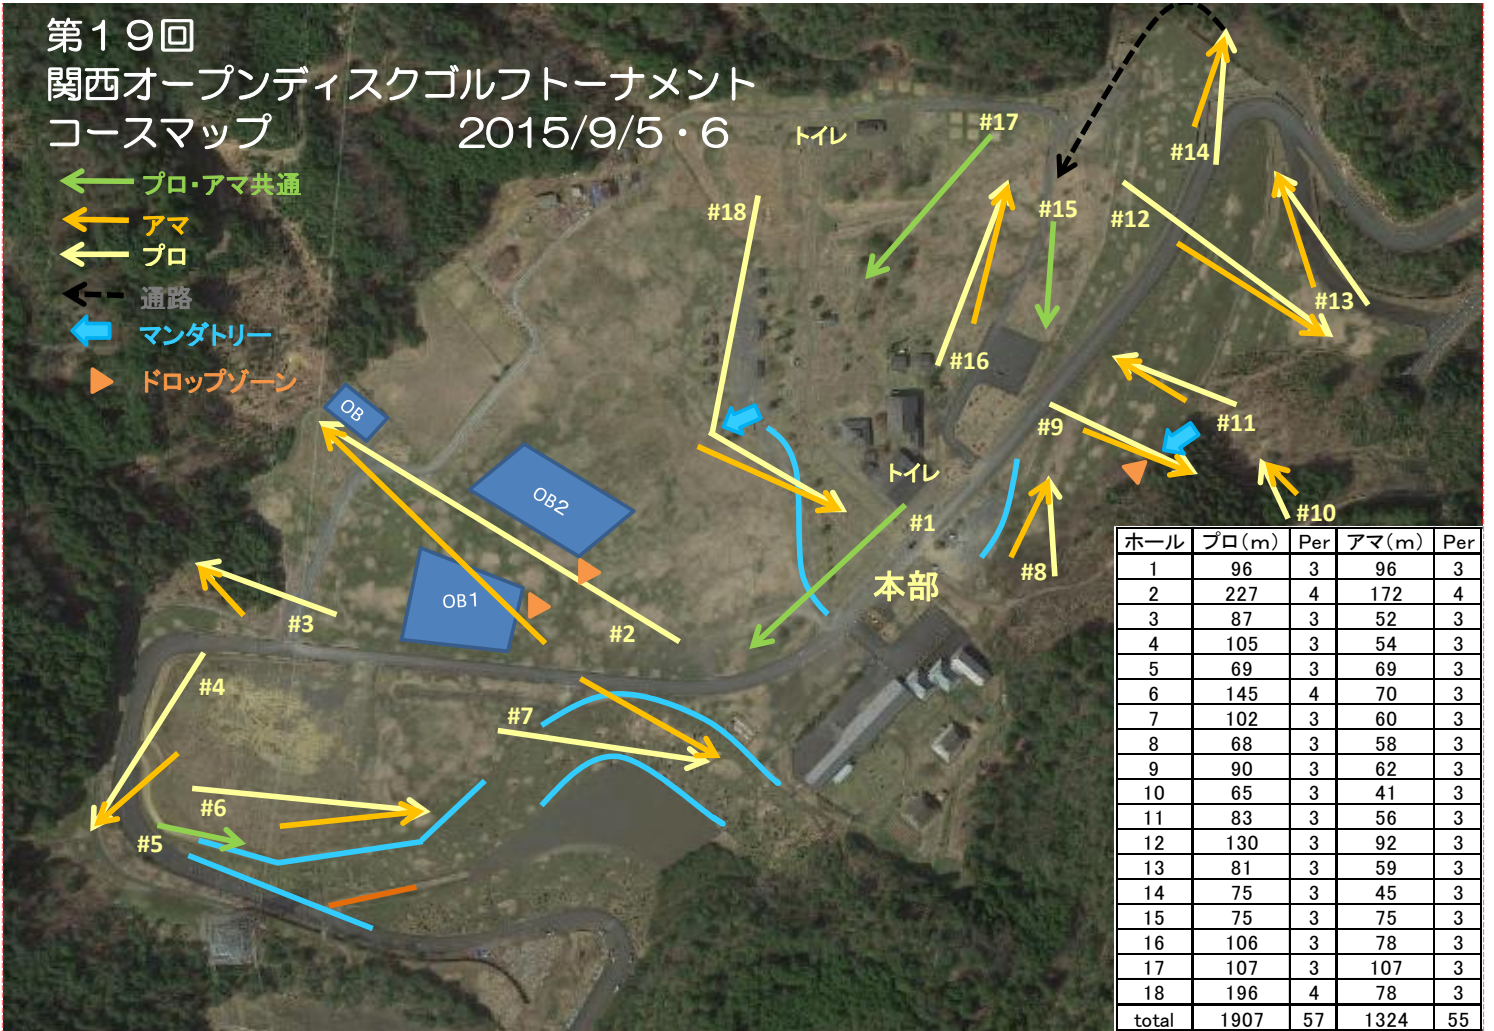 第１９回
関西オープンディスクゴルフトーナメント
コースマップ 2015/9/5・6
プロ・アマ共通
アマ
プロ
通路
マンダトリー
ドロップゾーン
トイレ
#17
#14
#18
#15
#12
#13
#16
OB
#9
#11
トイレ
OB2
#1
#10
#8
本部
OB1
#3
#2
#4
#7
#6
#5
ホール プロ（m） Per アマ（m） Per
1 96 3 96 3
2 227 4 172 4
3 87 3 52 3
4 105 3 54 3
5 69 3 69 3
6 145 4 70 3
7 102 3 60 3
8 68 3 58 3
9 90 3 62 3
10 65 3 41 3
11 83 3 56 3
12 130 3 92 3
13 81 3 59 3
14 75 3 45 3
15 75 3 75 3
16 106 3 78 3
17 107 3 107 3
18 196 4 78 3
total 1907 57 1324 55